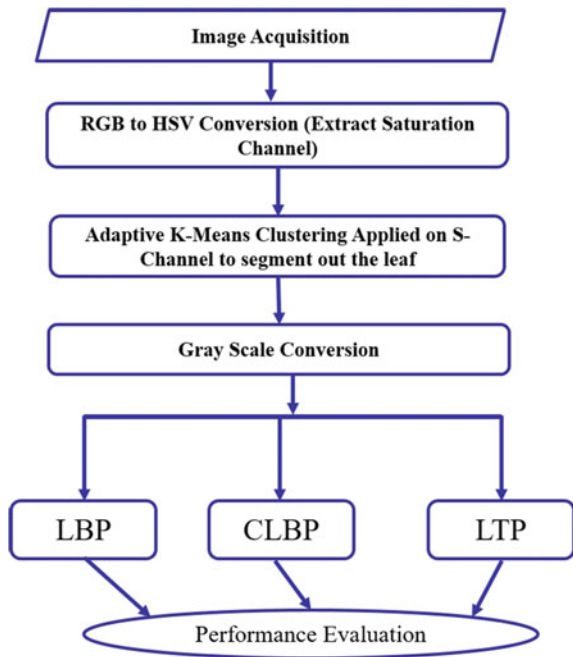 Image Acquisition
RGB to HSV Conversion (Extract Saturation
Channel)
Adaptive K-Means Clustering Applied on S-
Channel to segment out the leaf
Gray Scale Conversion
LBP
CLBP
LTP
Performance Evaluation